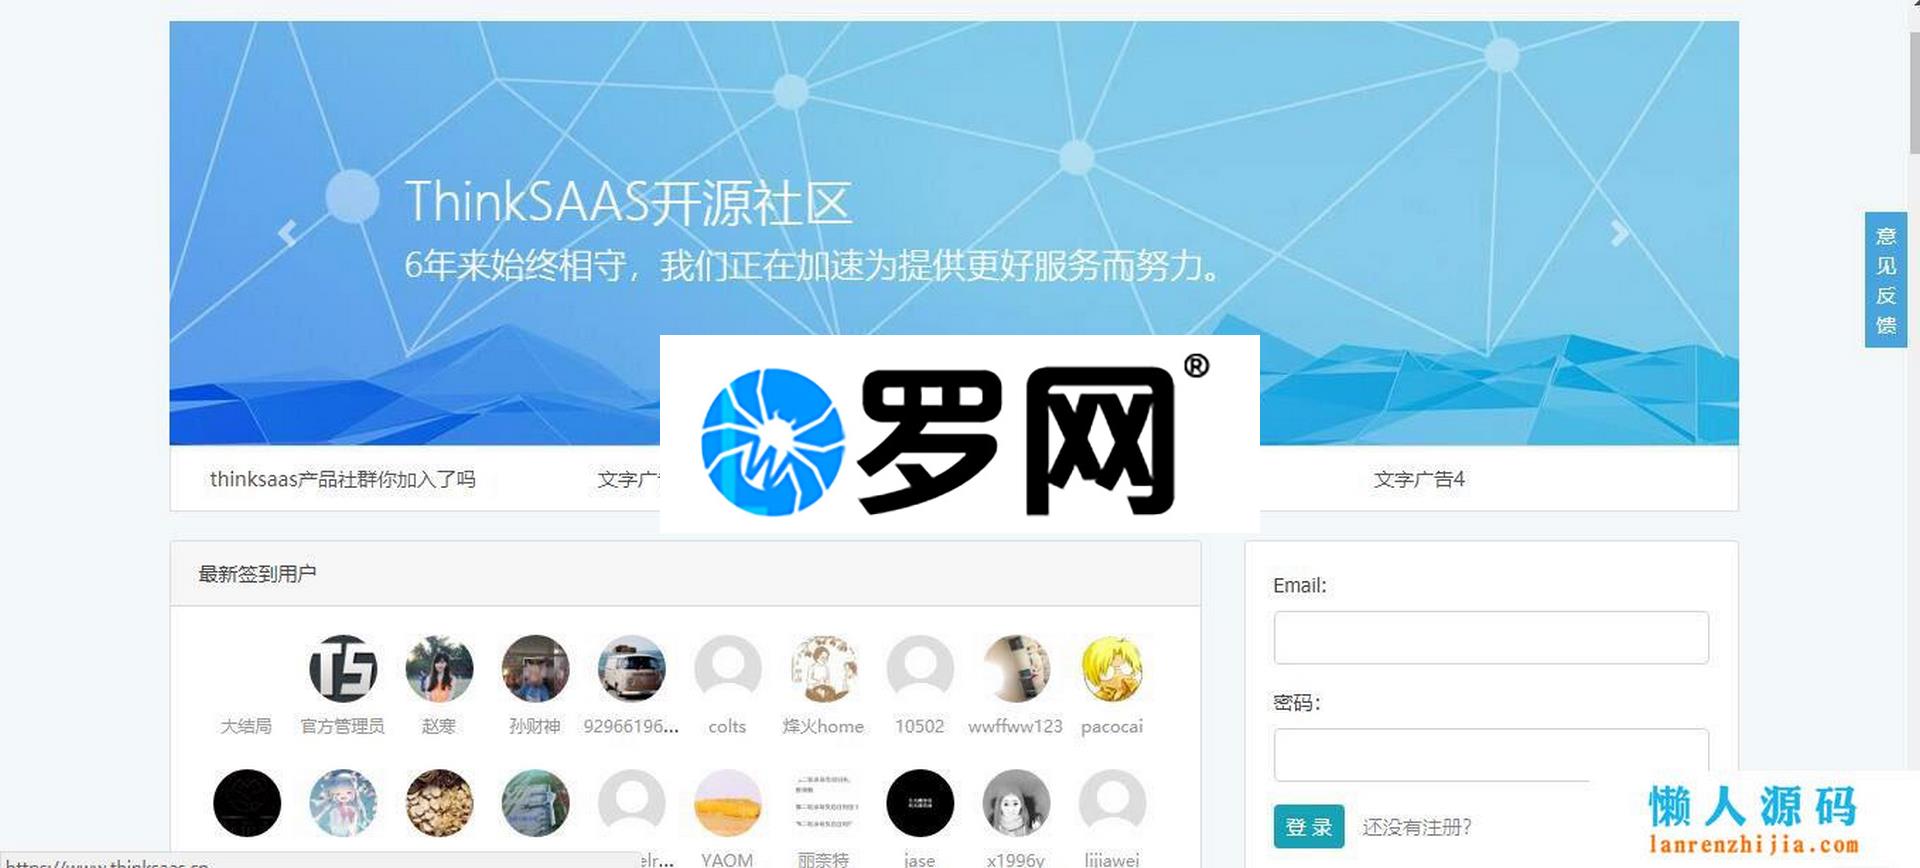 ThinkSAAS开源社区
6年来始终相守，我们正在加速为提供更好服务而努力。
意见反馈
罗网®
thinksaas产品社群你加入了吗
文字广
文字广告4
最新签到用户
Email:
TS
大结局 官方管理员 赵寒 孙财神 92966196... colts 烽火home 10502 wwffww123 pacocai
密码：
登录 还没有注册？
懒人源码
lanrenzhijia.com
elr... YAOM 丽奈特 jase x1996y lijiawei
https://www.thinksaas.cn